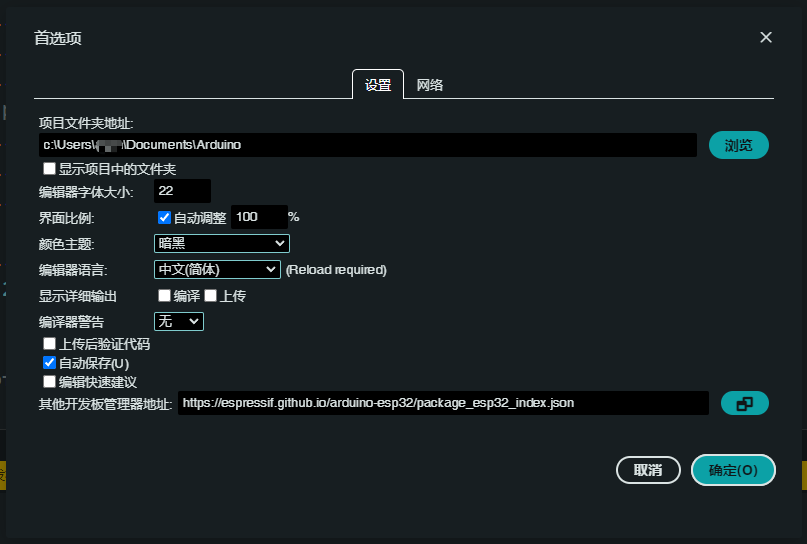 首选项
设置 网络
项目文件夹地址:
c:\Users\ \Documents\Arduino 浏览
显示项目中的文件夹
编辑器字体大小: 22
界面比例: 自动调整 100 %
颜色主题: 暗黑
编辑器语言: 中文(简体) (Reload required)
显示详细输出 编译 上传
编译器警告 无
上传后验证代码
自动保存(U)
编辑快速建议
其他开发板管理器地址: https://espressif.github.io/arduino-esp32/package_esp32_index.json
取消 确定(O)